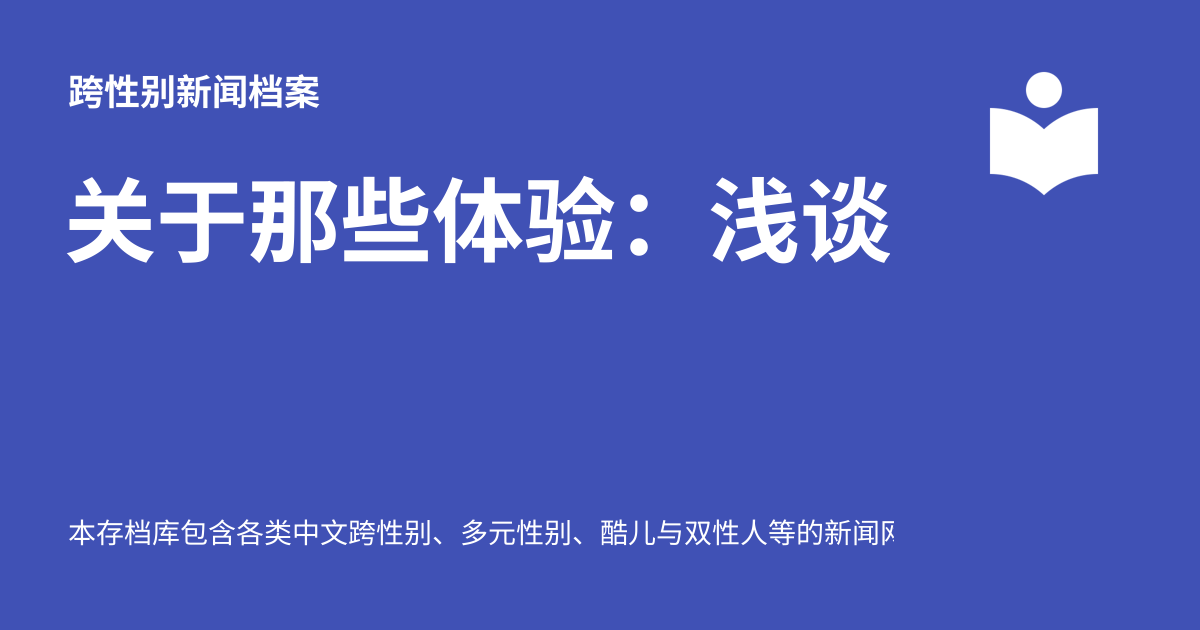 跨性别新闻档案
关于那些体验：浅谈
本存档库包含各类中文跨性别、多元性别、酷儿与双性人等的新闻